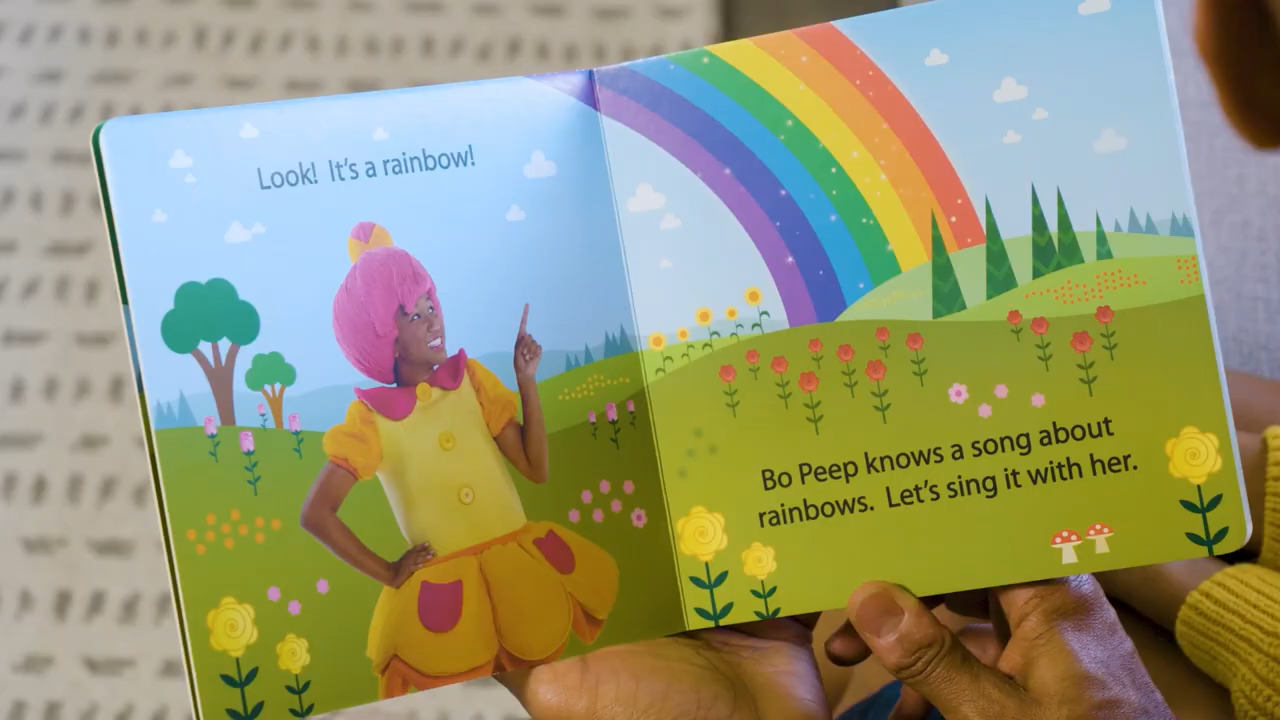 Look! It's a rainbow!
Bo Peep knows a song about
rainbows. Let's sing it with her.